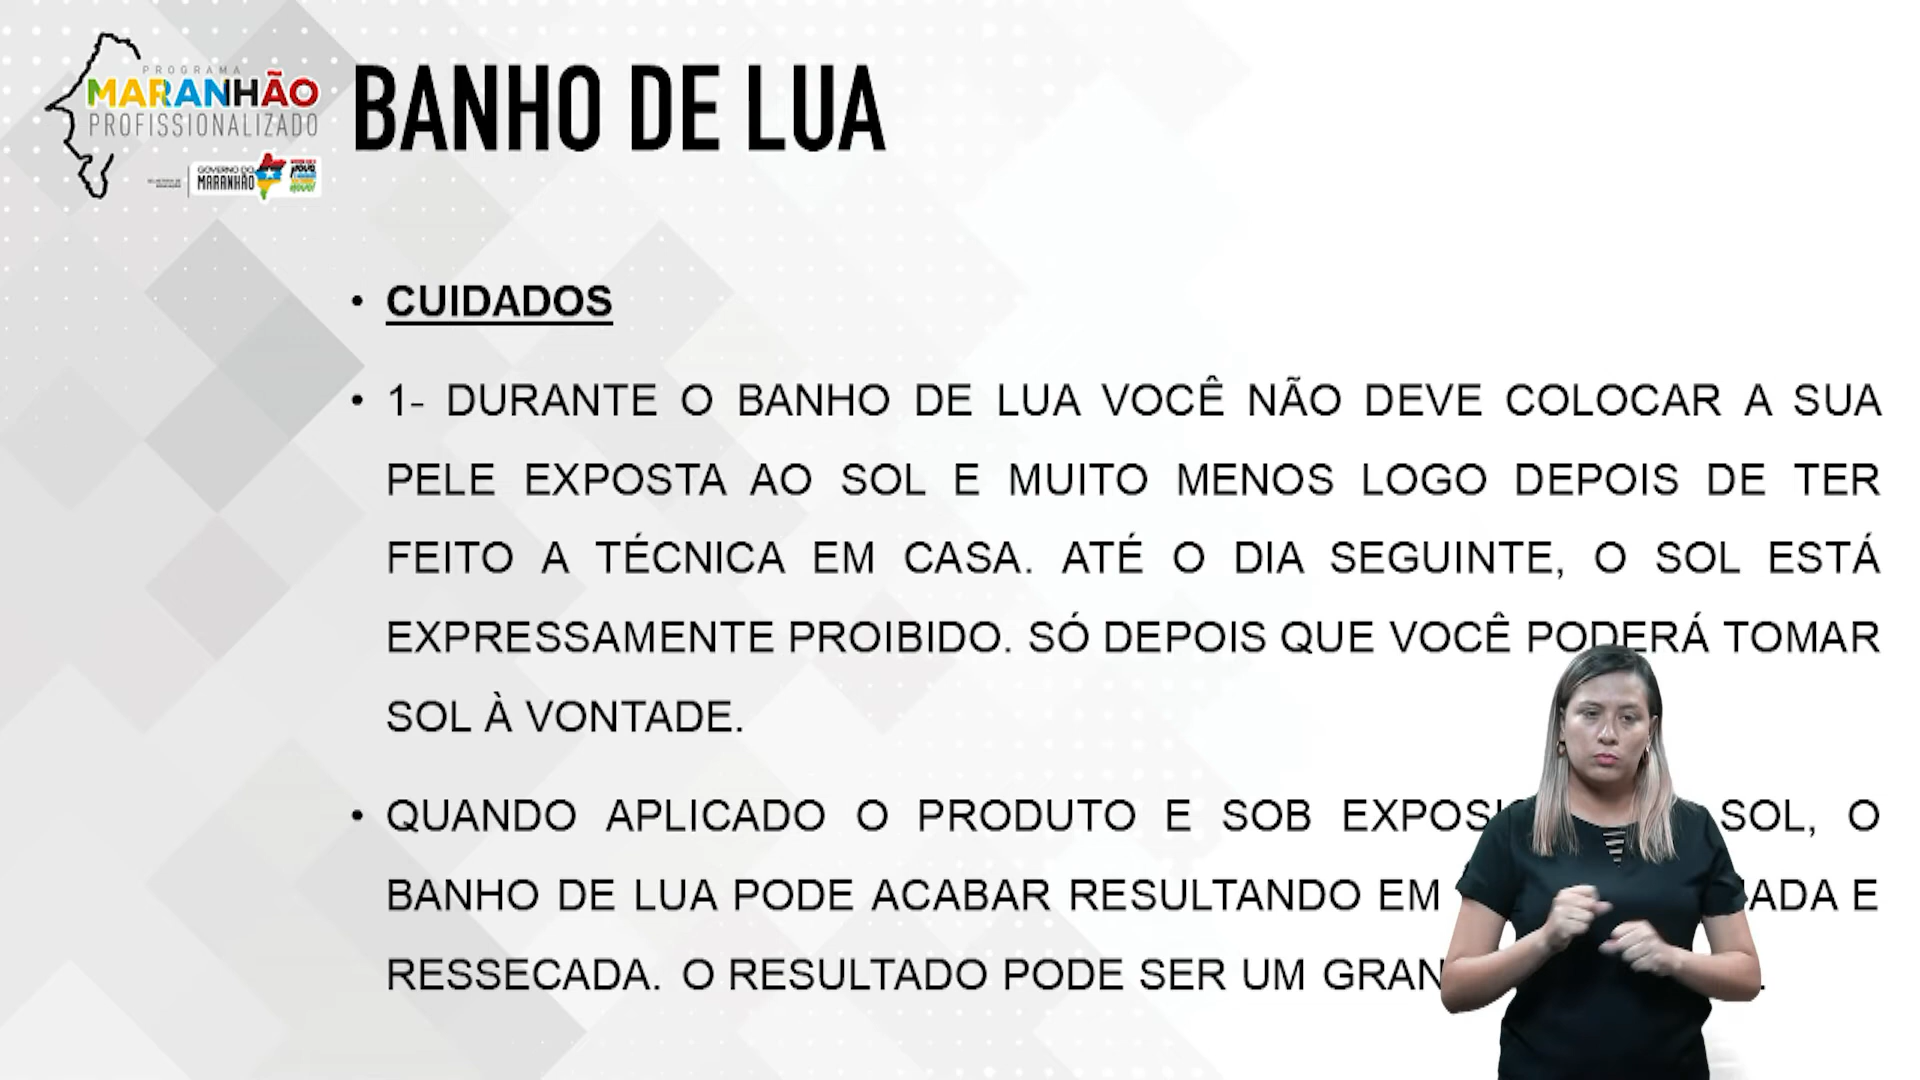 PROGRAMA
MARANHÃO
PROFISSIONALIZADO
GOVERNO DO
MARANHÃO
BANHO DE LUA
• CUIDADOS
• 1- DURANTE O BANHO DE LUA VOCÊ NÃO DEVE COLOCAR A SUA
PELE EXPOSTA AO SOL E MUITO MENOS LOGO DEPOIS DE TER
FEITO A TÉCNICA EM CASA. ATÉ O DIA SEGUINTE, O SOL ESTÁ
EXPRESSAMENTE PROIBIDO. SÓ DEPOIS QUE VOCÊ PODERÁ TOMAR
SOL À VONTADE.
• QUANDO APLICADO O PRODUTO E SOB SOL, O
BANHO DE LUA PODE ACABAR RESULTANDO EM E
RESSECADA. O RESULTADO PODE SER UM